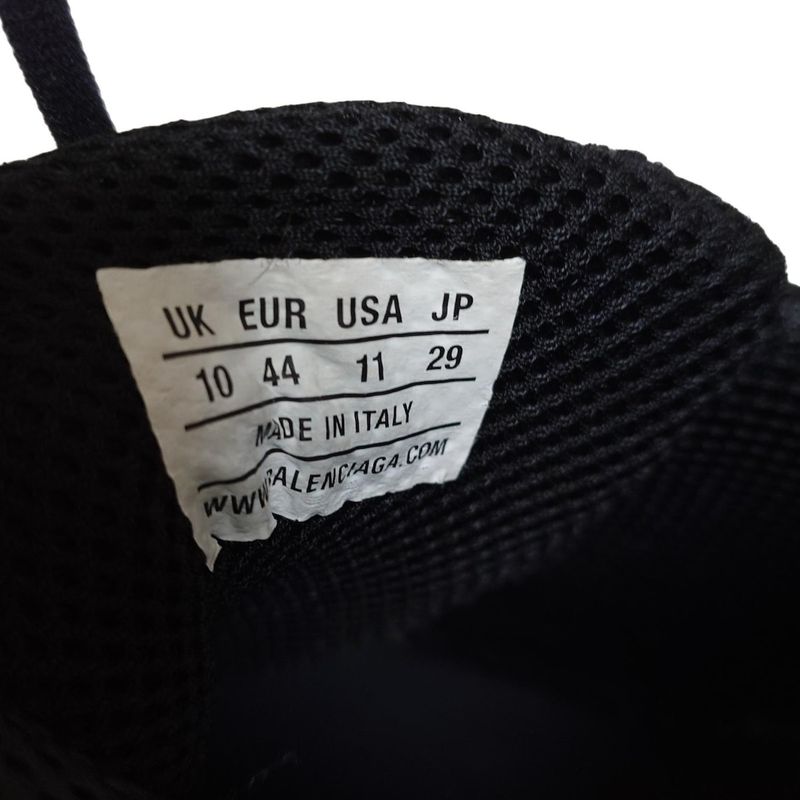 UK EUR USA JP
10 44 11 29
MADE IN ITALY
WWW.BALENCIAGA.COM